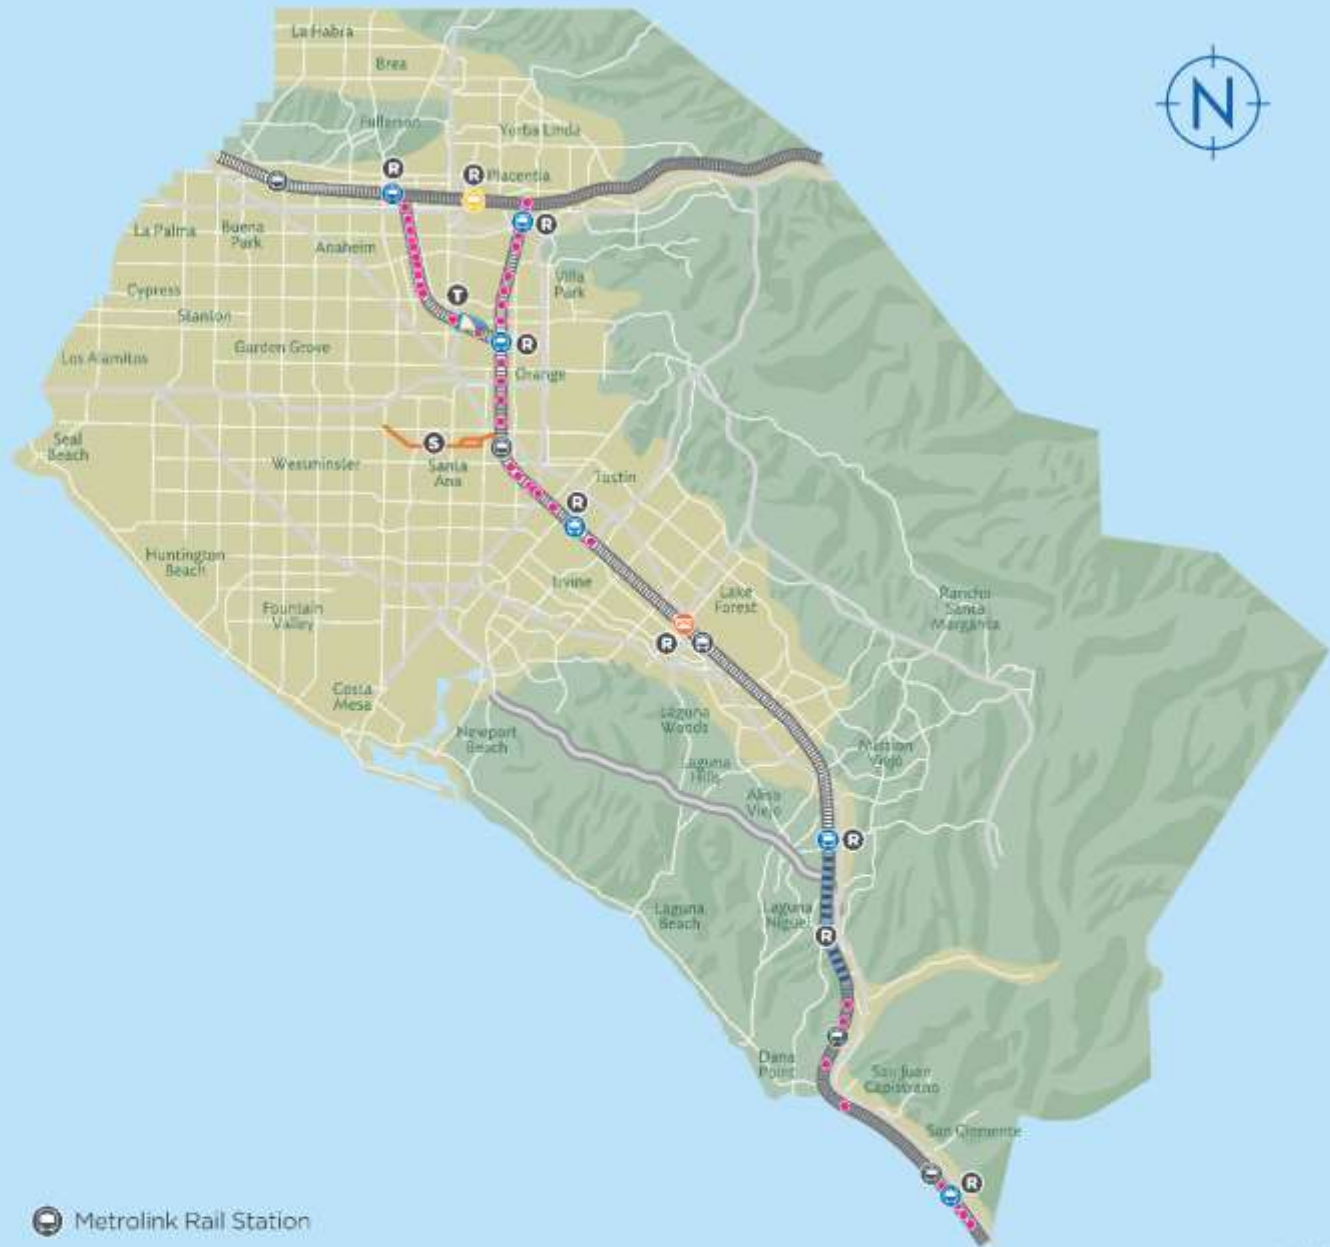 N
La Habra
Brea
Fullerton
Yorba Linda
R
R
Placentia
R
La Palma
Buena
Park
Anaheim
Villa
Park
Cypress
T
Stanton
Garden Grove
R
Los Alamitos
Orange
Seal
Beach
S
Westminster
Santa
Ana
Tustin
R
Huntington
Beach
Irvine
Lake
Forest
Rancho
Santa
Margarita
Fountain
Valley
R
Costa
Mesa
Laguna
Woods
Newport
Beach
Mission
Viejo
Laguna
Hills
Aliso
Viejo
R
Laguna
Beach
Laguna
Niguel
R
Dana
Point
San Juan
Capistrano
San Clemente
R
Metrolink Rail Station